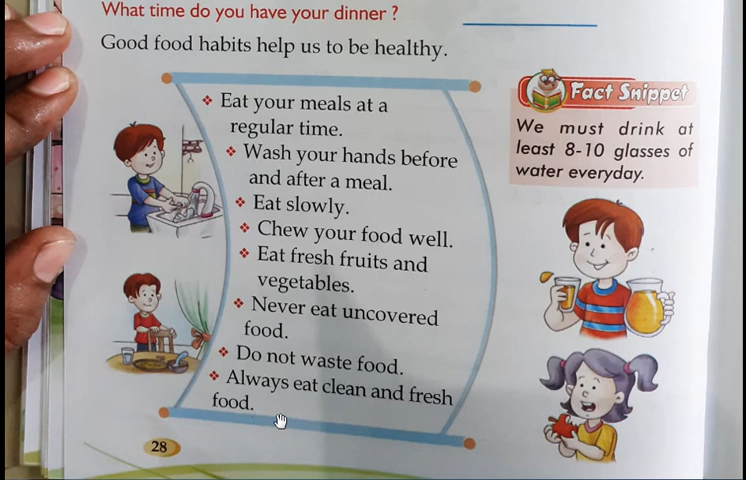 What time do you have your dinner ?
Good food habits help us to be healthy.
❖ Eat your meals at a
regular time.
❖ Wash your hands before
and after a meal.
❖ Eat slowly.
❖ Chew your food well.
❖ Eat fresh fruits and
vegetables.
❖ Never eat uncovered
food.
❖ Do not waste food.
❖ Always eat clean and fresh
food.
Fact Snippet
We must drink at
least 8-10 glasses of
water everyday.
28